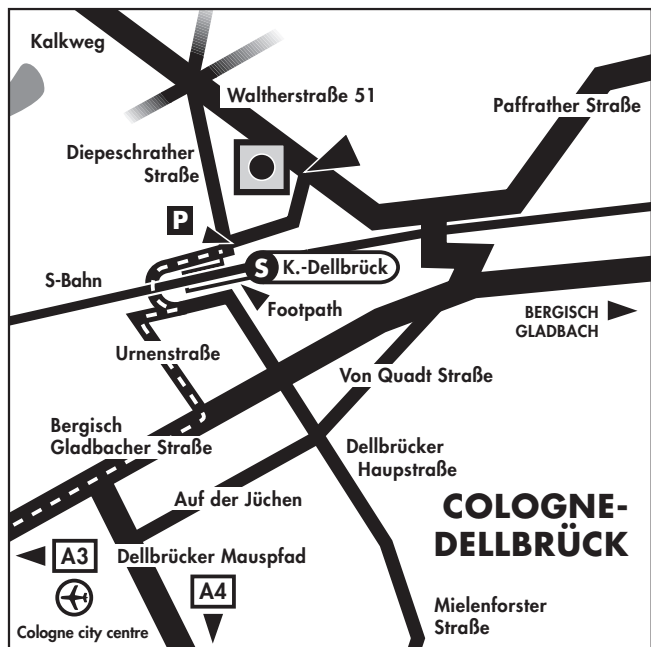 Kalkweg
Waltherstraße 51
Paffrather Straße
Diepeschrather
Straße
P
S K.-Dellbrück
S-Bahn
Footpath
BERGISCH
GLADBACH
Urnenstraße
Von Quadt Straße
Bergisch
Gladbacher Straße
Dellbrücker
Haupstraße
Auf der Jüchen
COLOGNE-
DELLBRÜCK
A3
Dellbrücker Mauspfad
A4
Cologne city centre
Mielenforster
Straße